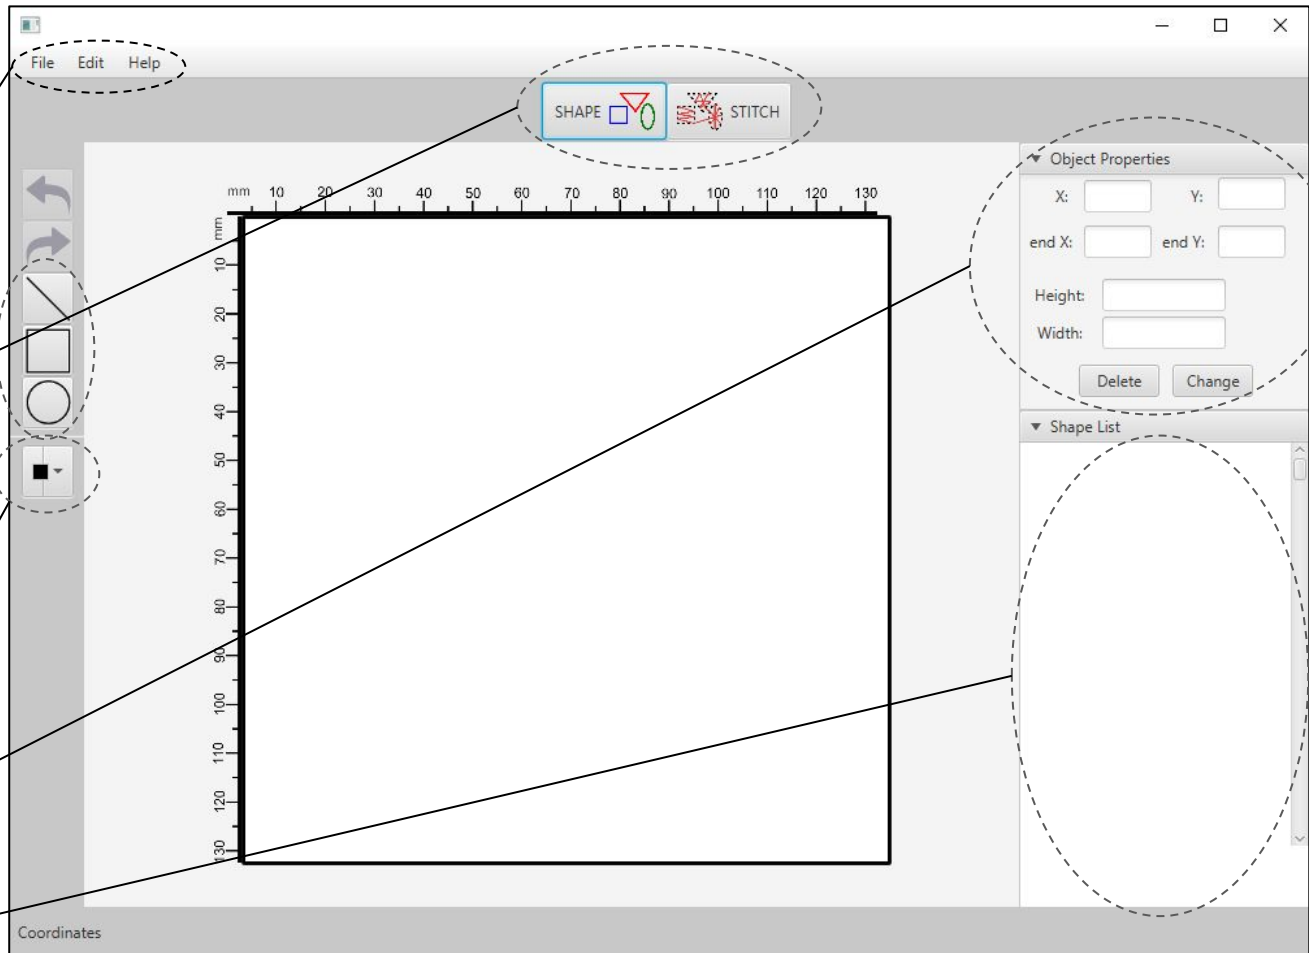 File Edit Help
SHAPE STITCH
mm 10 20 30 40 50 60 70 80 90 100 110 120 130
mm
10
20
30
40
50
60
70
80
90
100
110
120
130
Object Properties
X: Y:
end X: end Y:
Height:
Width:
Delete Change
Shape List
Coordinates